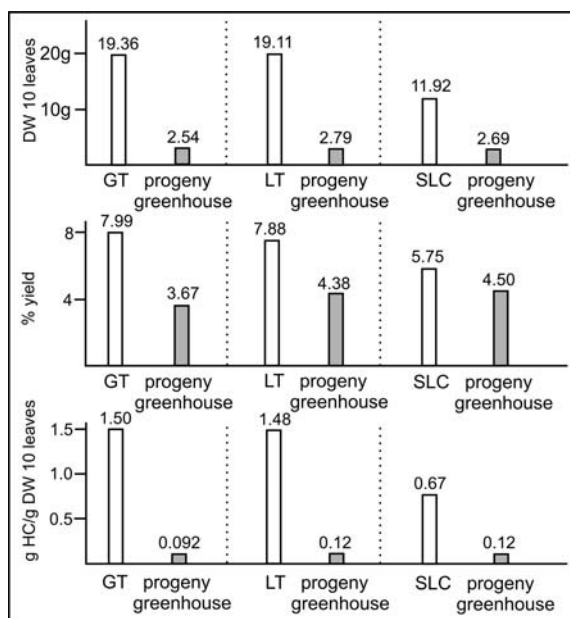 DW 10 leaves
20g
10g
19.36
2.54
19.11
2.79
11.92
2.69
GT progeny LT progeny SLC progeny
greenhouse greenhouse greenhouse
% yield
8
4
7.99
3.67
7.88
4.38
5.75
4.50
GT progeny LT progeny SLC progeny
greenhouse greenhouse greenhouse
g HC/g DW 10 leaves
1.5
1.0
0.5
1.50
0.092
1.48
0.12
0.67
0.12
GT progeny LT progeny SLC progeny
greenhouse greenhouse greenhouse